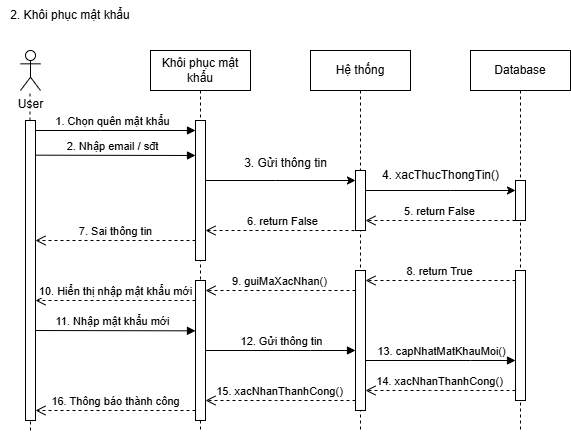 2. Khôi phục mật khẩu
Khôi phục mật
khẩu
Hệ thống
Database
User
1. Chọn quên mật khẩu
2. Nhập email / sđt
3. Gửi thông tin
4. xacThucThongTin()
5. return False
6. return False
7. Sai thông tin
8. return True
9. guiMaXacNhan()
10. Hiển thị nhập mật khẩu mới
11. Nhập mật khẩu mới
12. Gửi thông tin
13. capNhatMatKhauMoi()
14. xacNhanThanhCong()
15. xacNhanThanhCong()
16. Thông báo thành công